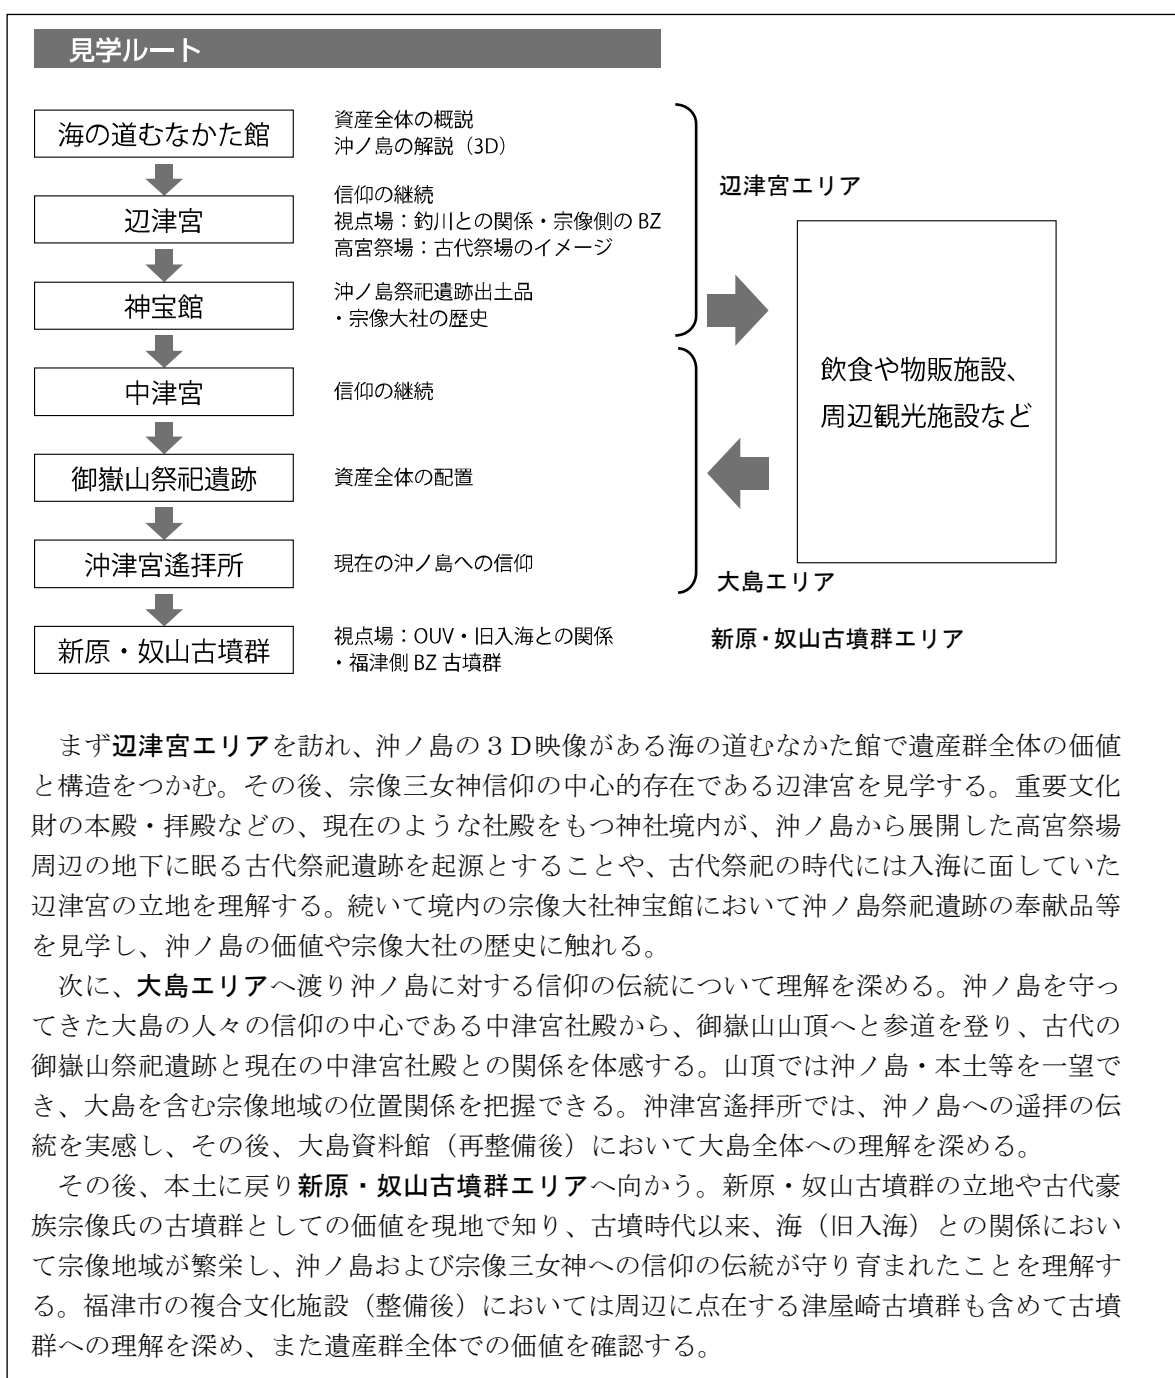 見学ルート
海の道むなかた館
資産全体の概説
沖ノ島の解説（3D）
辺津宮
信仰の継続
視点場：釣川との関係・宗像側の BZ
高宮祭場：古代祭場のイメージ
神宝館
沖ノ島祭祀遺跡出土品
・宗像大社の歴史
中津宮
信仰の継続
御嶽山祭祀遺跡
資産全体の配置
沖津宮遙拝所
現在の沖ノ島への信仰
新原・奴山古墳群
視点場：OUV・旧入海との関係
・福津側 BZ 古墳群
辺津宮エリア
飲食や物販施設、
周辺観光施設など
大島エリア
新原・奴山古墳群エリア
まず辺津宮エリアを訪れ、沖ノ島の３Ｄ映像がある海の道むなかた館で遺産群全体の価値
と構造をつかむ。その後、宗像三女神信仰の中心的存在である辺津宮を見学する。重要文化
財の本殿・拝殿などの、現在のような社殿をもつ神社境内が、沖ノ島から展開した高宮祭場
周辺の地下に眠る古代祭祀遺跡を起源とすることや、古代祭祀の時代には入海に面していた
辺津宮の立地を理解する。続いて境内の宗像大社神宝館において沖ノ島祭祀遺跡の奉献品等
を見学し、沖ノ島の価値や宗像大社の歴史に触れる。
次に、大島エリアへ渡り沖ノ島に対する信仰の伝統について理解を深める。沖ノ島を守っ
てきた大島の人々の信仰の中心である中津宮社殿から、御嶽山山頂へと参道を登り、古代の
御嶽山祭祀遺跡と現在の中津宮社殿との関係を体感する。山頂では沖ノ島・本土等を一望で
き、大島を含む宗像地域の位置関係を把握できる。沖津宮遙拝所では、沖ノ島への遥拝の伝
統を実感し、その後、大島資料館（再整備後）において大島全体への理解を深める。
その後、本土に戻り新原・奴山古墳群エリアへ向かう。新原・奴山古墳群の立地や古代豪
族宗像氏の古墳群としての価値を現地で知り、古墳時代以来、海（旧入海）との関係におい
て宗像地域が繁栄し、沖ノ島および宗像三女神への信仰の伝統が守り育まれたことを理解す
る。福津市の複合文化施設（整備後）においては周辺に点在する津屋崎古墳群も含めて古墳
群への理解を深め、また遺産群全体での価値を確認する。